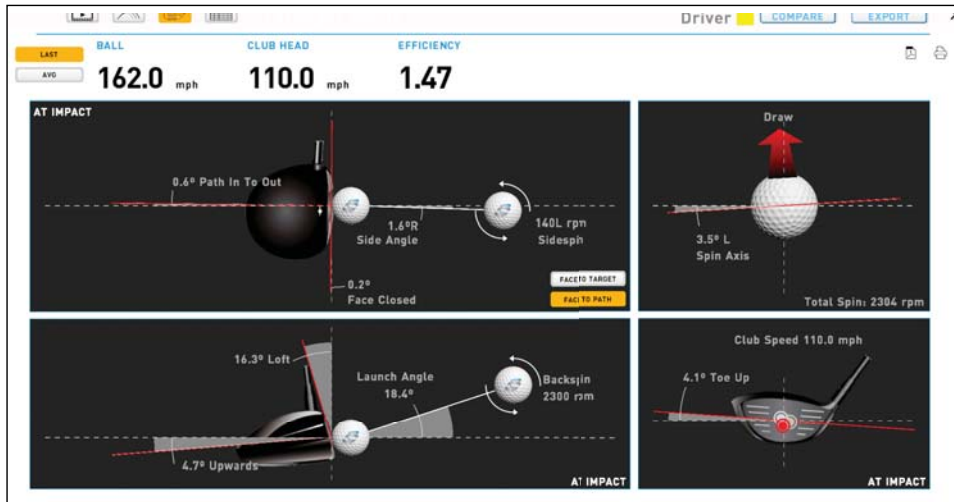 Driver COMPARE EXPORT
LAST
AVG
BALL CLUB HEAD EFFICIENCY
162.0 mph 110.0 mph 1.47
AT IMPACT
0.6º Path In To Out
1.6ºR
Side Angle
140L rpm
Sidespin
0.2º
Face Closed
FACE TO TARGET
FACE TO PATH
Draw
3.5º L
Spin Axis
Total Spin: 2304 rpm
16.3º Loft
Launch Angle
18.4º
Backspin
2300 rpm
4.7º Upwards
AT IMPACT
Club Speed 110.0 mph
4.1º Toe Up
AT IMPACT